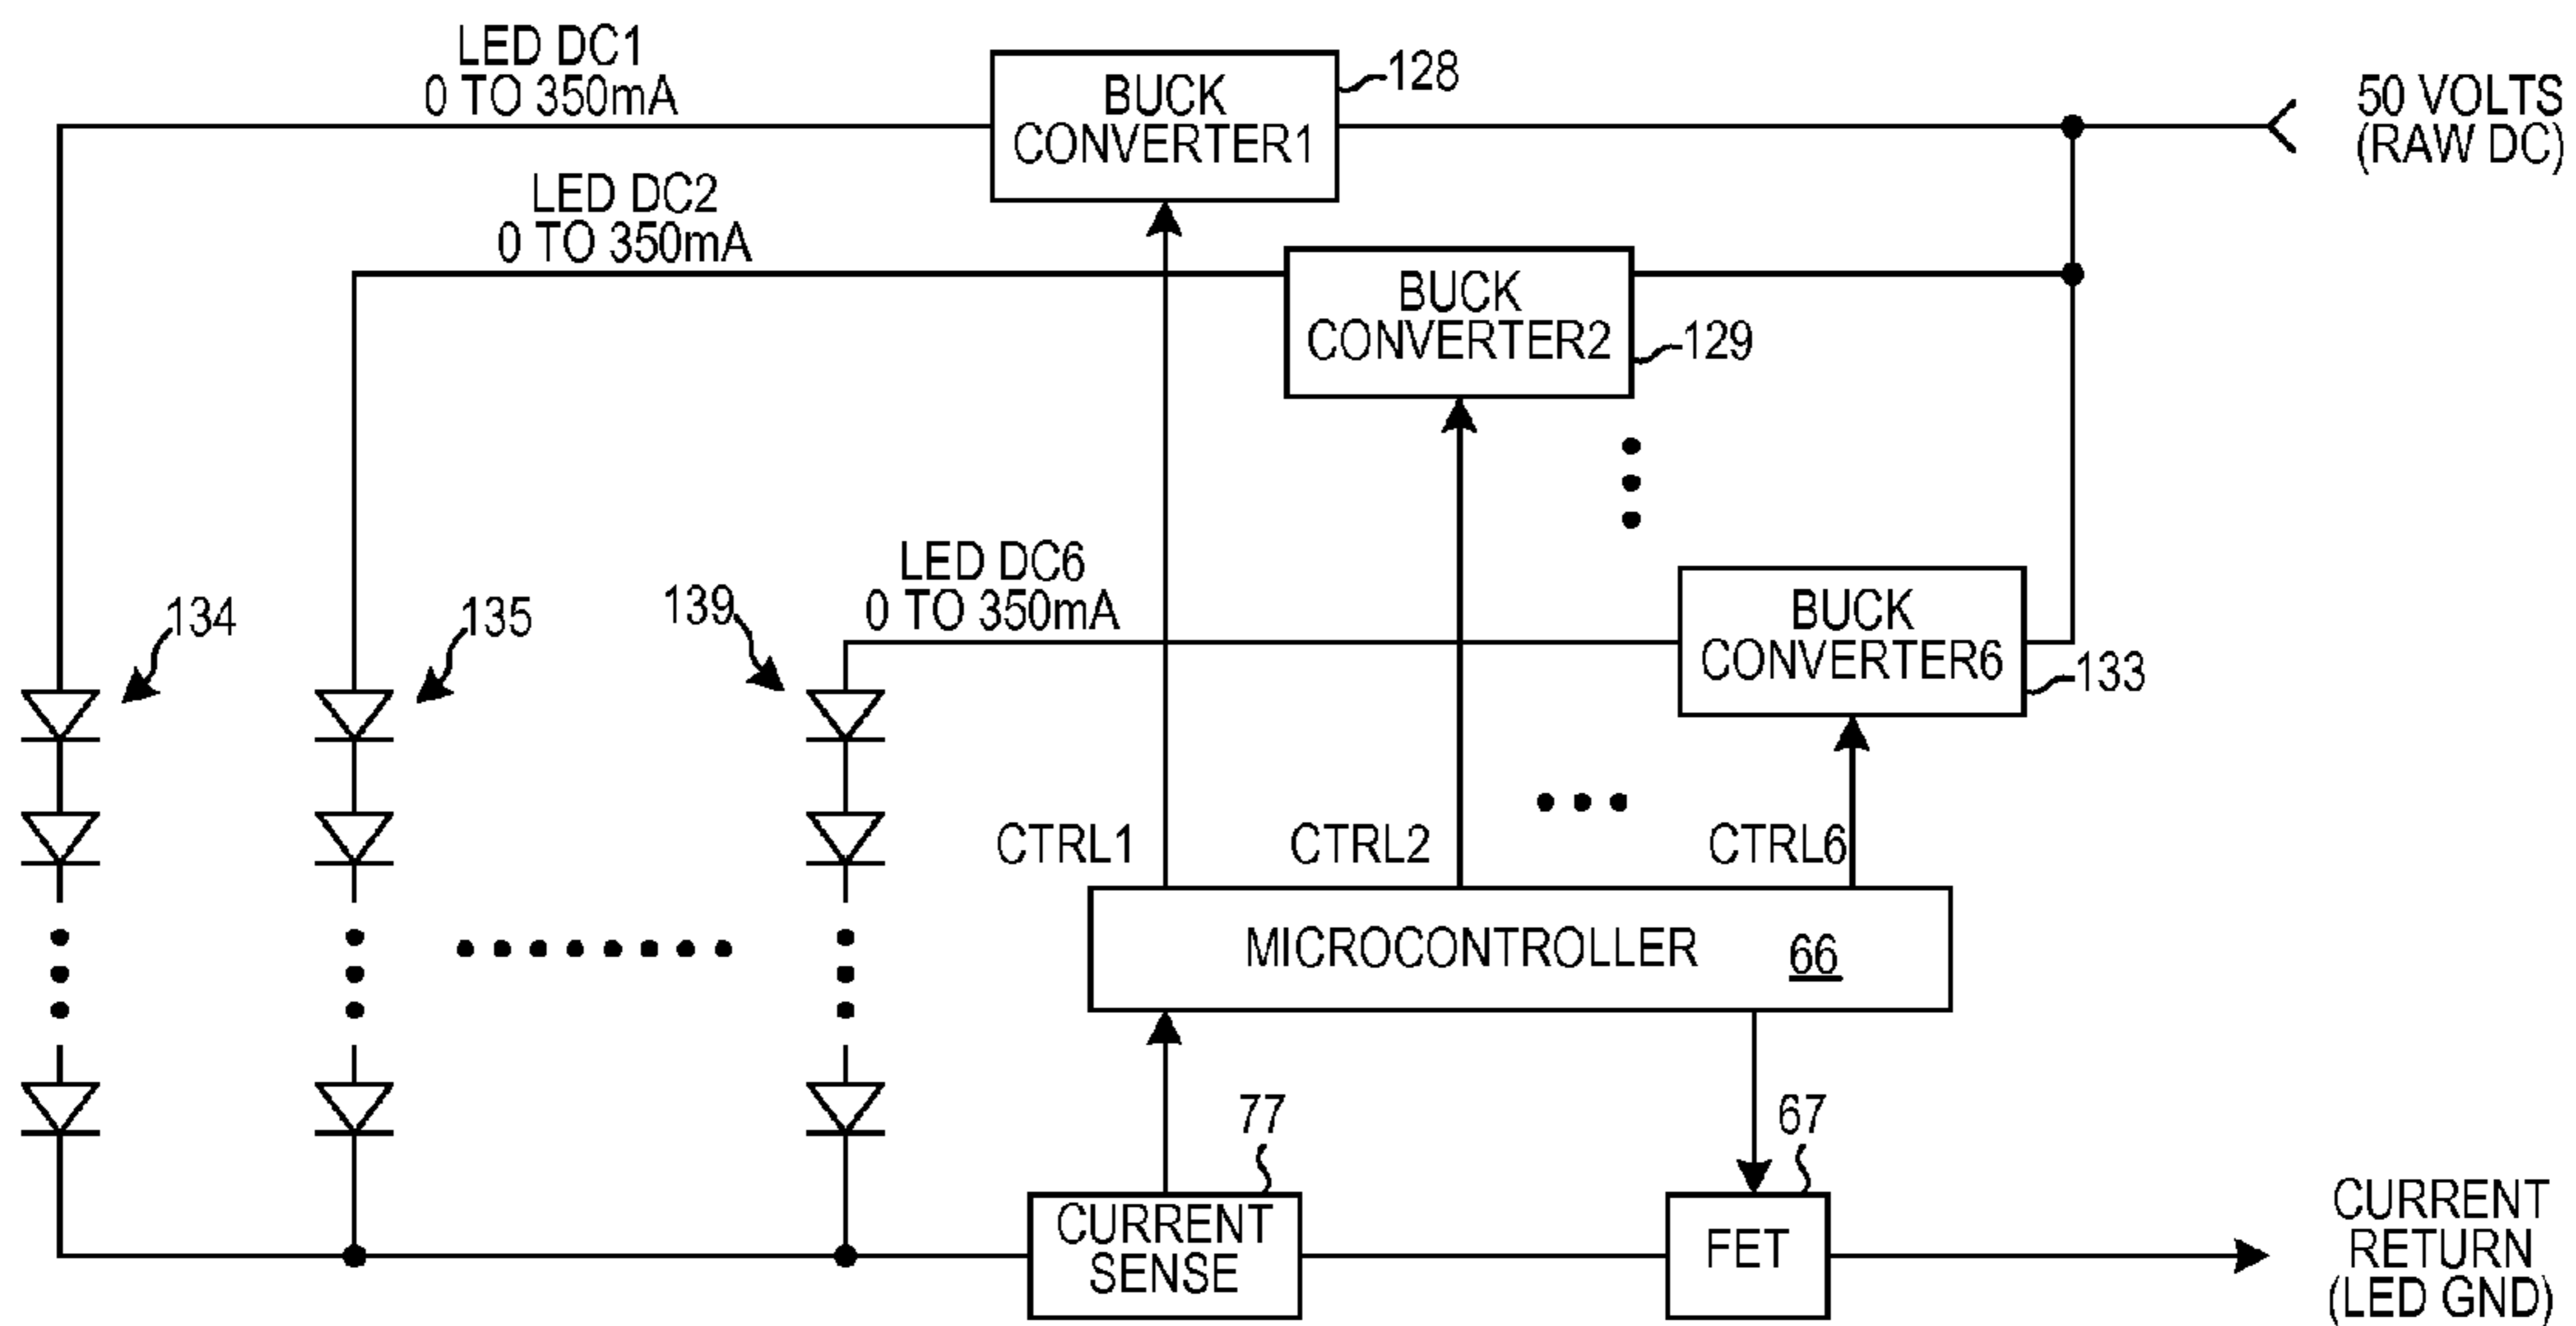 LED DC1
0 TO 350mA
BUCK
CONVERTER1
128
50 VOLTS
(RAW DC)
LED DC2
0 TO 350mA
BUCK
CONVERTER2
129
LED DC6
0 TO 350mA
BUCK
CONVERTER6
133
134
135
139
CTRL1
CTRL2
CTRL6
MICROCONTROLLER 66
77
67
CURRENT
SENSE
FET
CURRENT
RETURN
(LED GND)